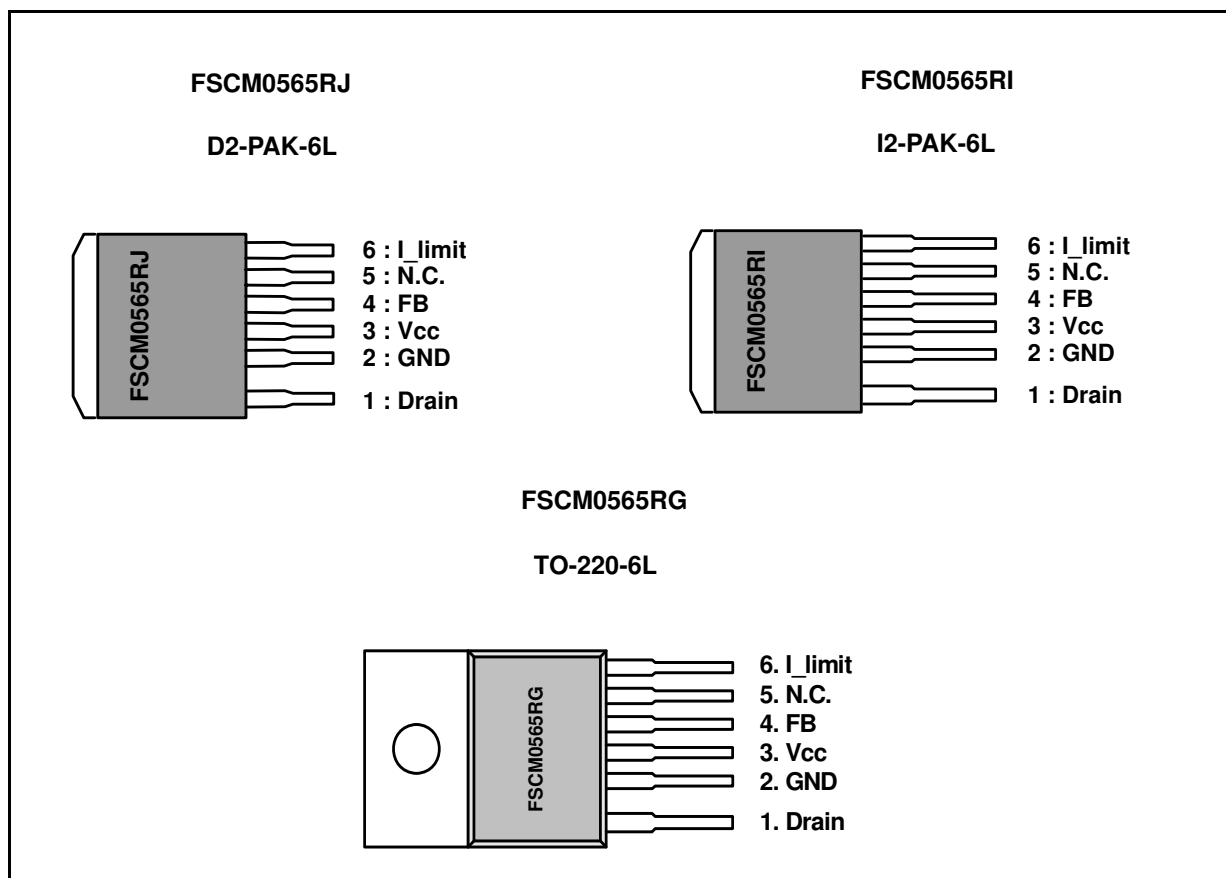 FSCM0565RJ
D2-PAK-6L
FSCM0565RJ
6 : I_limit
5 : N.C.
4 : FB
3 : Vcc
2 : GND
1 : Drain
FSCM0565RI
I2-PAK-6L
FSCM0565RI
6 : I_limit
5 : N.C.
4 : FB
3 : Vcc
2 : GND
1 : Drain
FSCM0565RG
TO-220-6L
FSCM0565RG
6. I_limit
5. N.C.
4. FB
3. Vcc
2. GND
1. Drain